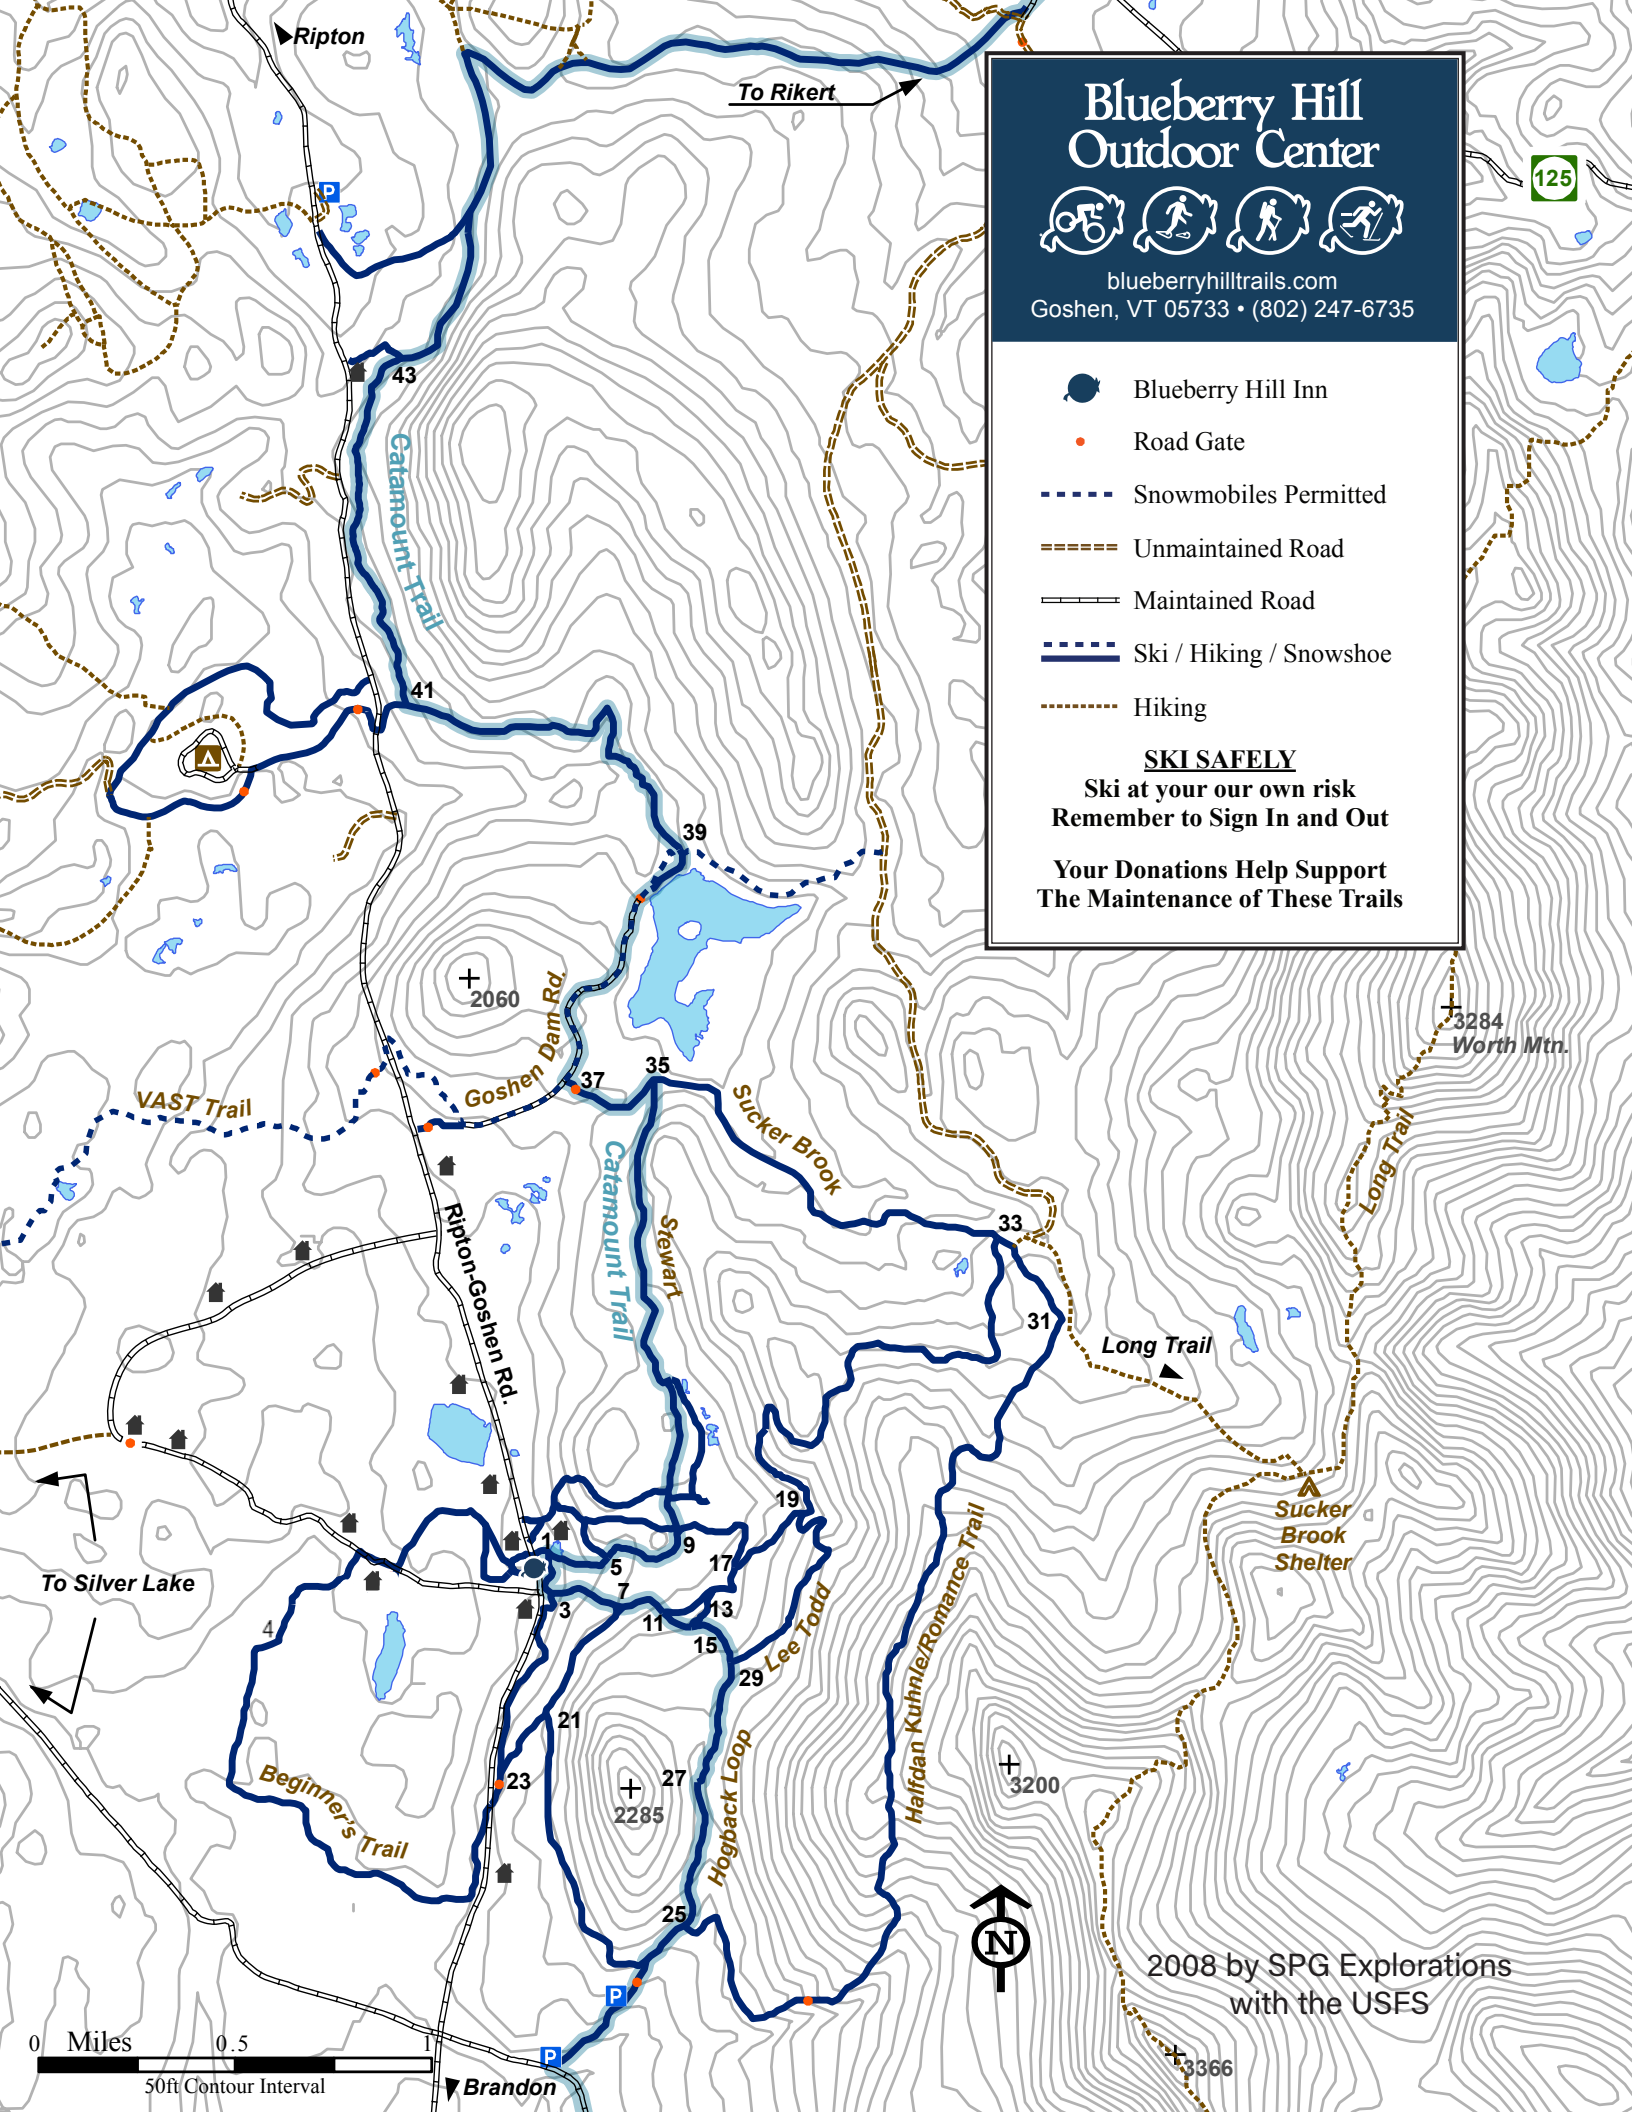 Ripton
To Rikert
P
Blueberry Hill
Outdoor Center
blueberryhilltrails.com
Goshen, VT 05733 • (802) 247-6735
125
Blueberry Hill Inn
Road Gate
Snowmobiles Permitted
Unmaintained Road
Maintained Road
Ski / Hiking / Snowshoe
Hiking
SKI SAFELY
Ski at your our own risk
Remember to Sign In and Out
Your Donations Help Support
The Maintenance of These Trails
43
Catamount Trail
41
39
2060
Goshen Dam Rd.
3284
Worth Mtn.
VAST Trail
37
35
Sucker Brook
Long Trail
Catamount Trail
Stewart
Ripton-Goshen Rd.
33
31
Long Trail
19
Sucker
Brook
Shelter
1
5
9
17
To Silver Lake
3
7
11
13
15
4
Lee Todd
29
Halfdan Kuhnle/Romance Trail
21
23
27
2285
Hogback Loop
3200
Beginner's Trail
25
N
P
2008 by SPG Explorations
with the USFS
0 Miles 0.5 1
50ft Contour Interval
P
Brandon
3366